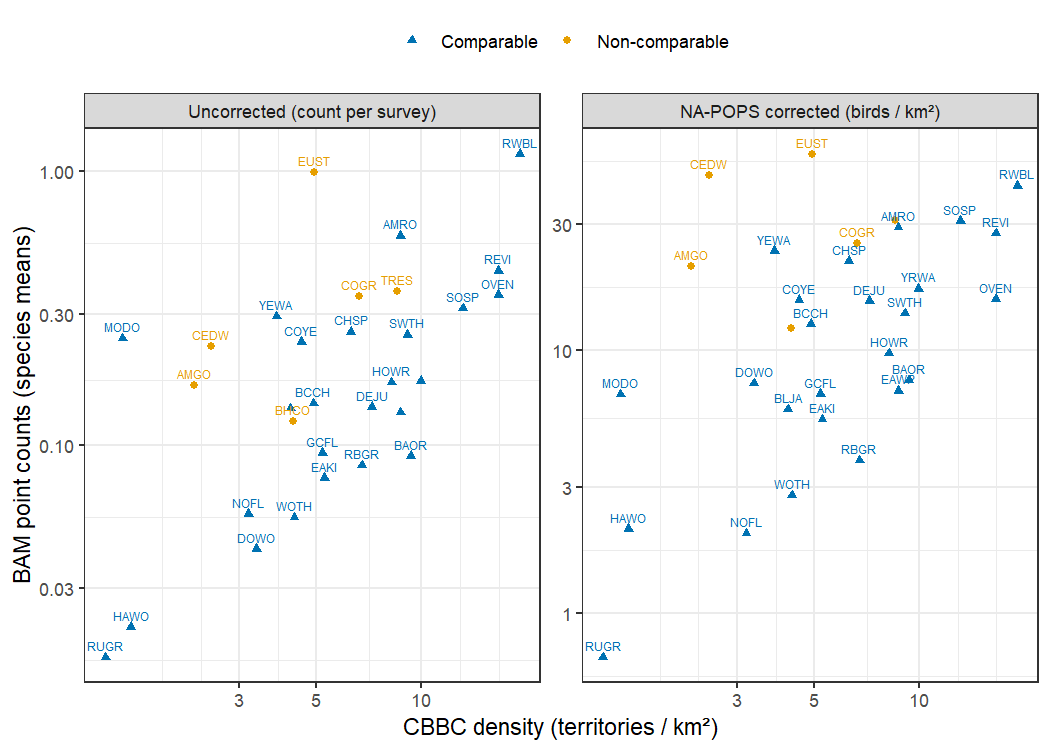 Comparable Non-comparable
Uncorrected (count per survey)
NA-POPS corrected (birds / km²)
BAM point counts (species means)
1.00
0.30
0.10
0.03
RWBL
EUST
AMRO
REVI
OVEN
TRES
COGR
SOSP
YEWA
CHSP
SWTH
COYE
MODO
CEDW
HOWR
AMGO
BCCH
DEJU
BHCO
GCFL
BAOR
RBGR
EAKI
NOFL
WOTH
DOWO
HAWO
RUGR
3 5 10
30
10
3
1
EUST
CEDW
RWBL
SOSP
AMRO
REVI
COGR
YEWA
CHSP
AMGO
YRWA
COYE
DEJU
OVEN
SWTH
BCCH
HOWR
BAOR
DOWO
EAWP
MODO
GCFL
BLJA
EAKI
RBGR
WOTH
HAWO
NOFL
RUGR
3 5 10
CBBC density (territories / km²)